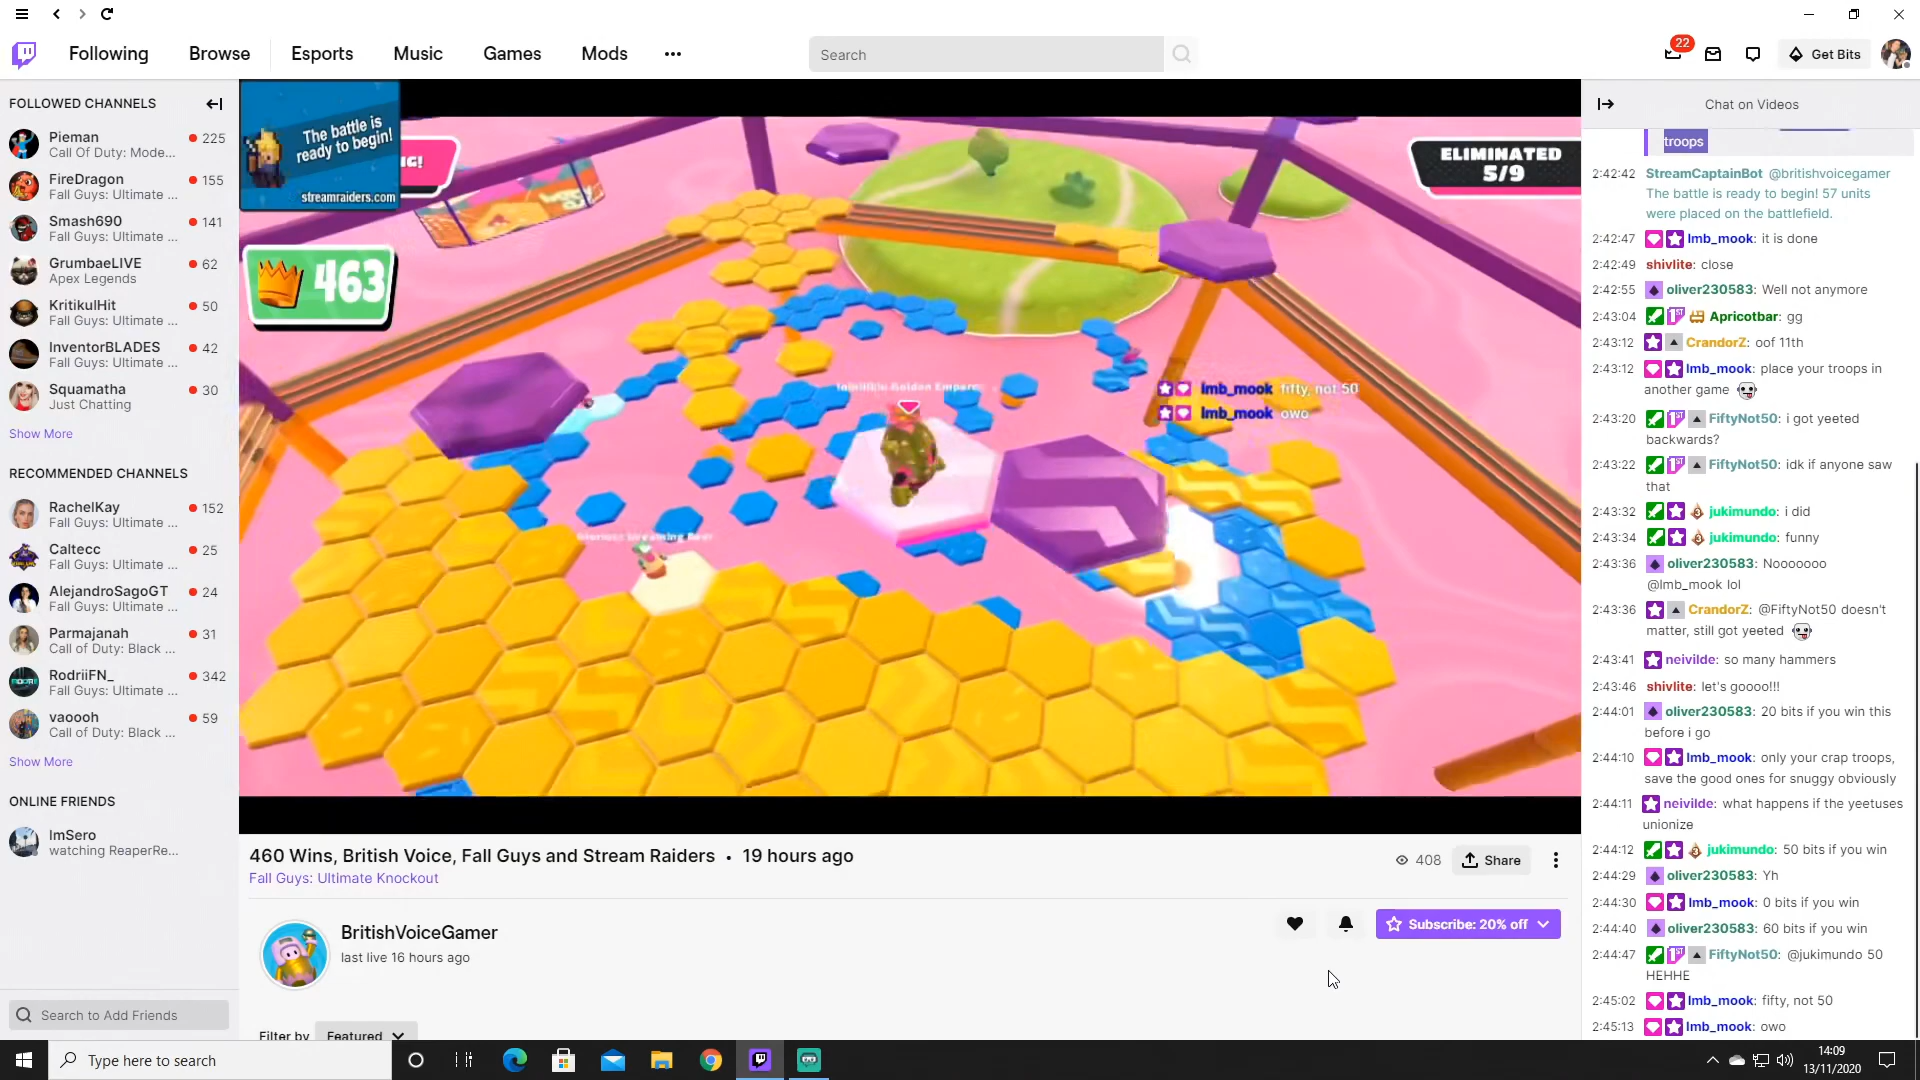 Following
Browse
Esports
Music
Games
Mods
Search
22
Get Bits
FOLLOWED CHANNELS
Pieman
225
Call Of Duty: Mode...
FireDragon
155
Fall Guys: Ultimate ...
Smash690
141
Fall Guys: Ultimate ...
GrumbaeLIVE
62
Apex Legends
KritikulHit
50
Fall Guys: Ultimate ...
InventorBLADES
42
Fall Guys: Ultimate ...
Squamatha
30
Just Chatting
Show More
RECOMMENDED CHANNELS
RachelKay
152
Fall Guys: Ultimate ...
Caltecc
25
Fall Guys: Ultimate ...
AlejandroSagoGT
24
Fall Guys: Ultimate ...
Parmajanah
31
Call of Duty: Black ...
RodriiFN_
342
Fall Guys: Ultimate ...
vaoooh
59
Call of Duty: Black ...
Show More
ONLINE FRIENDS
ImSero
watching ReaperRe...
Search to Add Friends
The battle is
ready to begin!
streamraiders.com
G!
463
ELIMINATED
5/9
lmb_mook fifty, not 50
lmb_mook owo
460 Wins, British Voice, Fall Guys and Stream Raiders • 19 hours ago
Fall Guys: Ultimate Knockout
408
Share
BritishVoiceGamer
last live 16 hours ago
Subscribe: 20% off
Filter by
Featured
Chat on Videos
troops
2:42:42 StreamCaptainBot @britishvoicegamer
The battle is ready to begin! 57 units
were placed on the battlefield.
2:42:47 lmb_mook: it is done
2:42:49 shivlite: close
2:42:55 oliver230583: Well not anymore
2:43:04 Apricotbar: gg
2:43:12 CrandorZ: oof 11th
2:43:12 lmb_mook: place your troops in
another game
2:43:20 FiftyNot50: i got yeeted
backwards?
2:43:22 FiftyNot50: idk if anyone saw
that
2:43:32 jukimundo: i did
2:43:34 jukimundo: funny
2:43:36 oliver230583: Nooooooo
@lmb_mook lol
2:43:36 CrandorZ: @FiftyNot50 doesn't
matter, still got yeeted
2:43:41 neivilde: so many hammers
2:43:46 shivlite: let's goooo!!!
2:44:01 oliver230583: 20 bits if you win this
before i go
2:44:10 lmb_mook: only your crap troops,
save the good ones for snuggy obviously
2:44:11 neivilde: what happens if the yeetuses
unionize
2:44:12 jukimundo: 50 bits if you win
2:44:29 oliver230583: Yh
2:44:30 lmb_mook: 0 bits if you win
2:44:40 oliver230583: 60 bits if you win
2:44:47 FiftyNot50: @jukimundo 50
HEHHE
2:45:02 lmb_mook: fifty, not 50
2:45:13 lmb_mook: owo
Type here to search
14:09
13/11/2020